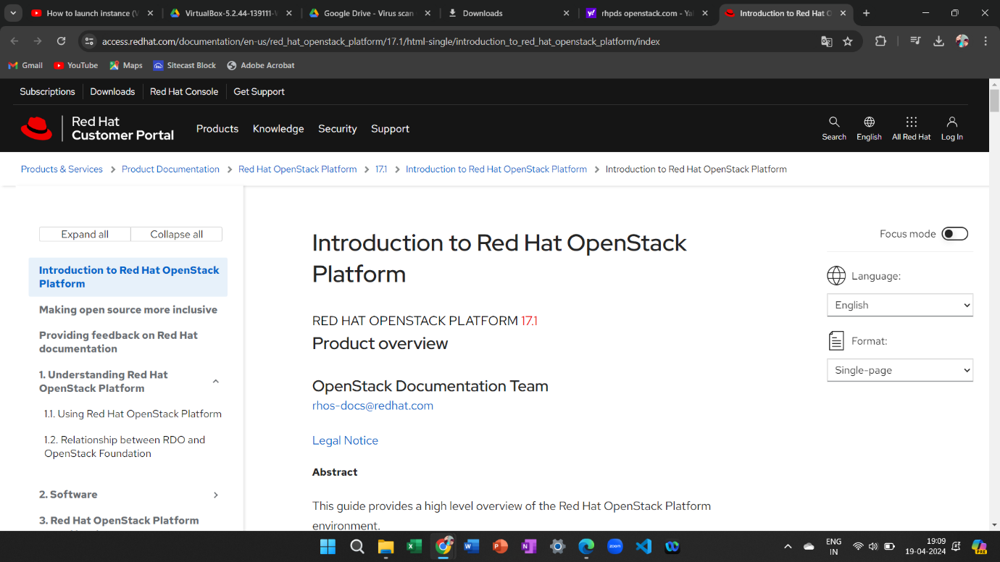 How to launch instance (V
VirtualBox-5.2.44-139111-W
Google Drive - Virus scan
Downloads
rhpds openstack.com - Ya
Introduction to Red Hat O
access.redhat.com/documentation/en-us/red_hat_openstack_platform/17.1/html-single/introduction_to_red_hat_openstack_platform/index
Gmail YouTube Maps Sitecast Block Adobe Acrobat
Subscriptions Downloads Red Hat Console Get Support
Red Hat
Customer Portal
Products Knowledge Security Support
Search English All Red Hat Log In
Products & Services > Product Documentation > Red Hat OpenStack Platform > 17.1 > Introduction to Red Hat OpenStack Platform > Introduction to Red Hat OpenStack Platform
Expand all Collapse all
Introduction to Red Hat OpenStack
Platform
Making open source more inclusive
Providing feedback on Red Hat
documentation
1. Understanding Red Hat
OpenStack Platform
1.1. Using Red Hat OpenStack Platform
1.2. Relationship between RDO and
OpenStack Foundation
2. Software
3. Red Hat OpenStack Platform
Introduction to Red Hat OpenStack
Platform
RED HAT OPENSTACK PLATFORM 17.1
Product overview
OpenStack Documentation Team
rhos-docs@redhat.com
Legal Notice
Abstract
This guide provides a high level overview of the Red Hat OpenStack Platform
environment.
Focus mode
Language:
English
Format:
Single-page
zoom
ENG
IN
19:09
19-04-2024
PRE